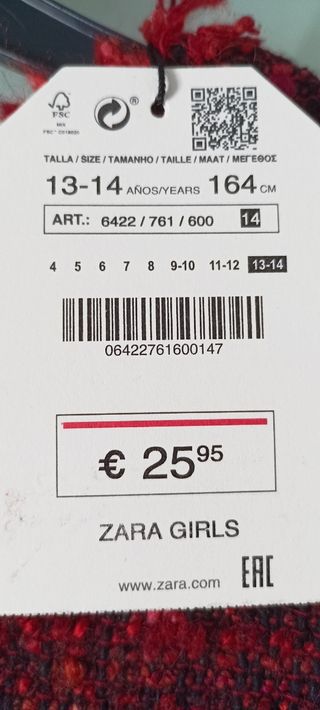 FSC
MIX
®
TALLA / SIZE / TAMANHO / TAILLE / MAAT / ΜΕΓΕΘΟΣ
13-14 AÑOS/YEARS 164 CM
ART.: 6422 / 761 / 600 14
4 5 6 7 8 9-10 11-12 13-14
06422761600147
€ 25 95
ZARA GIRLS
www.zara.com EAC